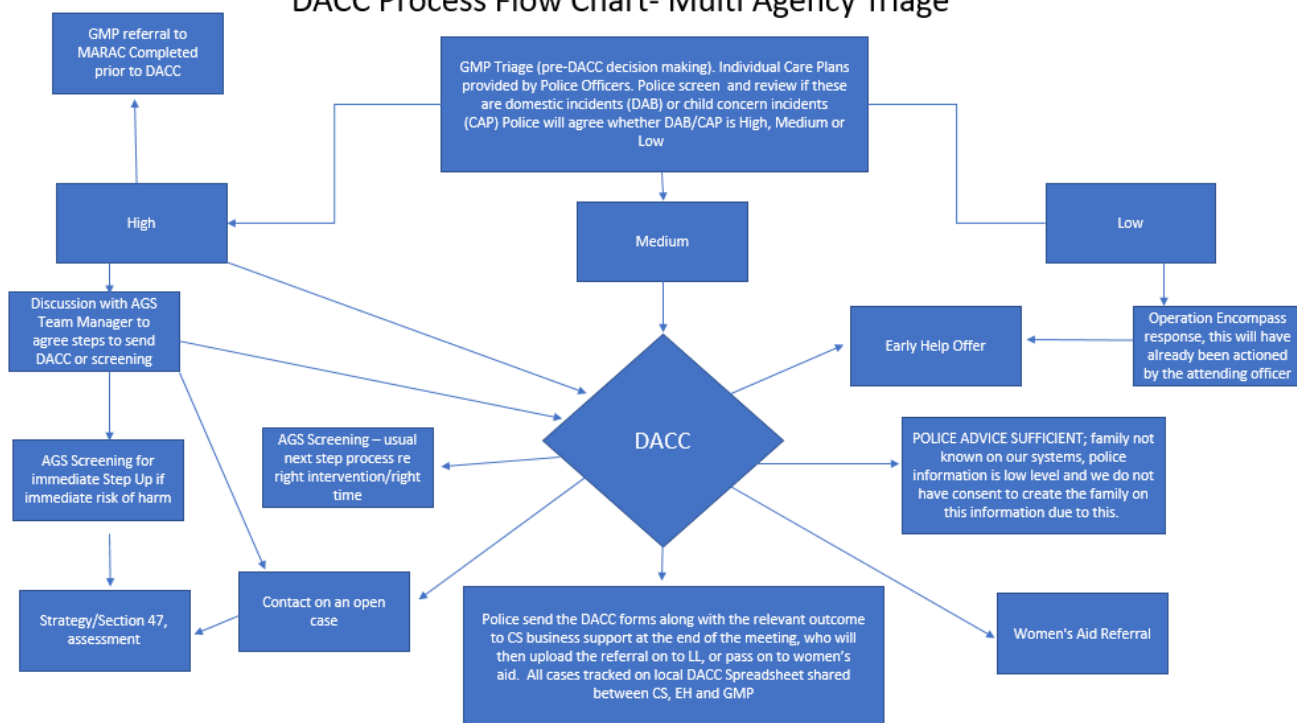 DACC Process Flow Chart- Multi Agency Triage
GMP referral to
MARAC Completed
prior to DACC
GMP Triage (pre-DACC decision making). Individual Care Plans
provided by Police Officers. Police screen and review if these
are domestic incidents (DAB) or child concern incidents
(CAP) Police will agree whether DAB/CAP is High, Medium or
Low
High
Medium
Low
Discussion with AGS
Team Manager to
agree steps to send
DACC or screening
Early Help Offer
Operation Encompass
response, this will have
already been actioned
by the attending officer
DACC
AGS Screening – usual
next step process re
right intervention/right
time
POLICE ADVICE SUFFICIENT; family not
known on our systems, police
information is low level and we do not
have consent to create the family on
this information due to this.
AGS Screening for
immediate Step Up if
immediate risk of harm
Strategy/Section 47,
assessment
Contact on an open
case
Police send the DACC forms along with the relevant outcome
to CS business support at the end of the meeting, who will
then upload the referral on to LL, or pass on to women's
aid. All cases tracked on local DACC Spreadsheet shared
between CS, EH and GMP
Women's Aid Referral